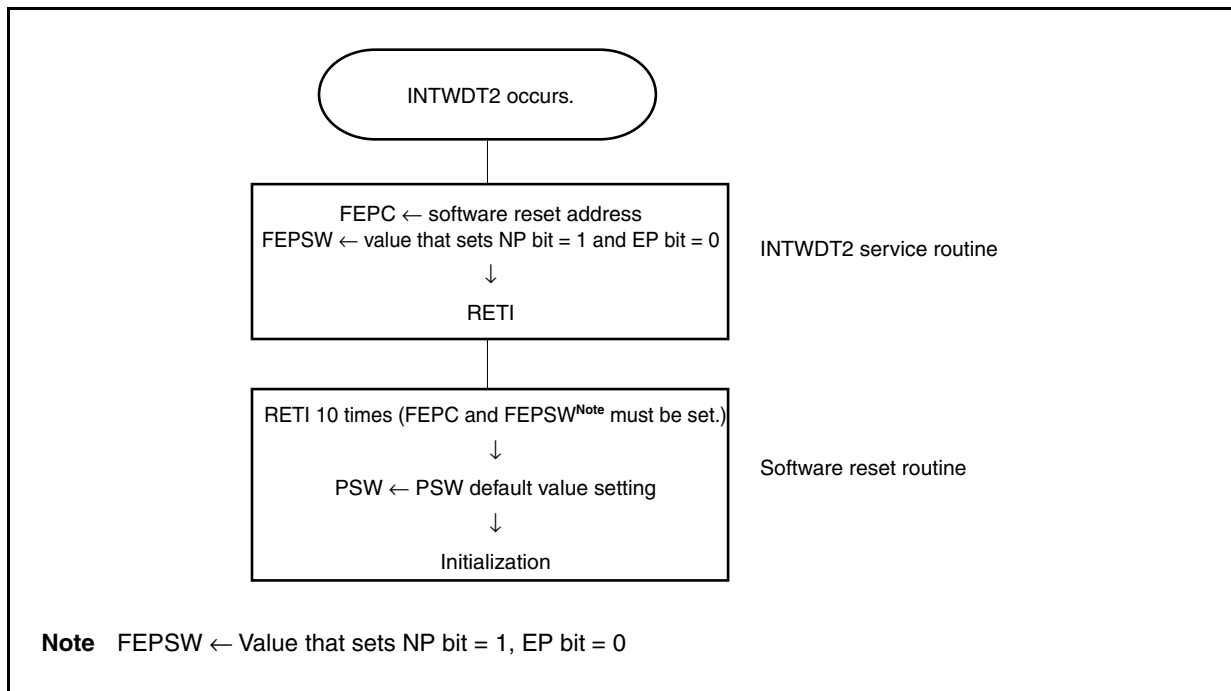 INTWDT2 occurs.
FEPC ← software reset address
FEPSW ← value that sets NP bit = 1 and EP bit = 0
↓
RETI
INTWDT2 service routine
RETI 10 times (FEPC and FEPSWNote must be set.)
↓
PSW ← PSW default value setting
↓
Initialization
Software reset routine
Note FEPSW ← Value that sets NP bit = 1, EP bit = 0